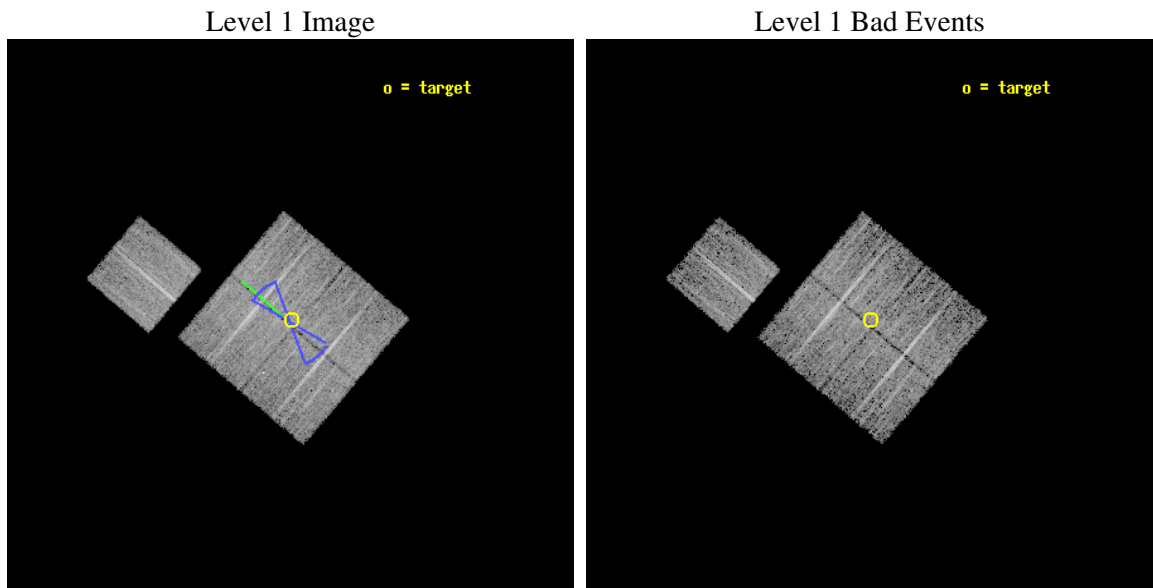 Level 1 Image
Level 1 Bad Events
o = target
o = target